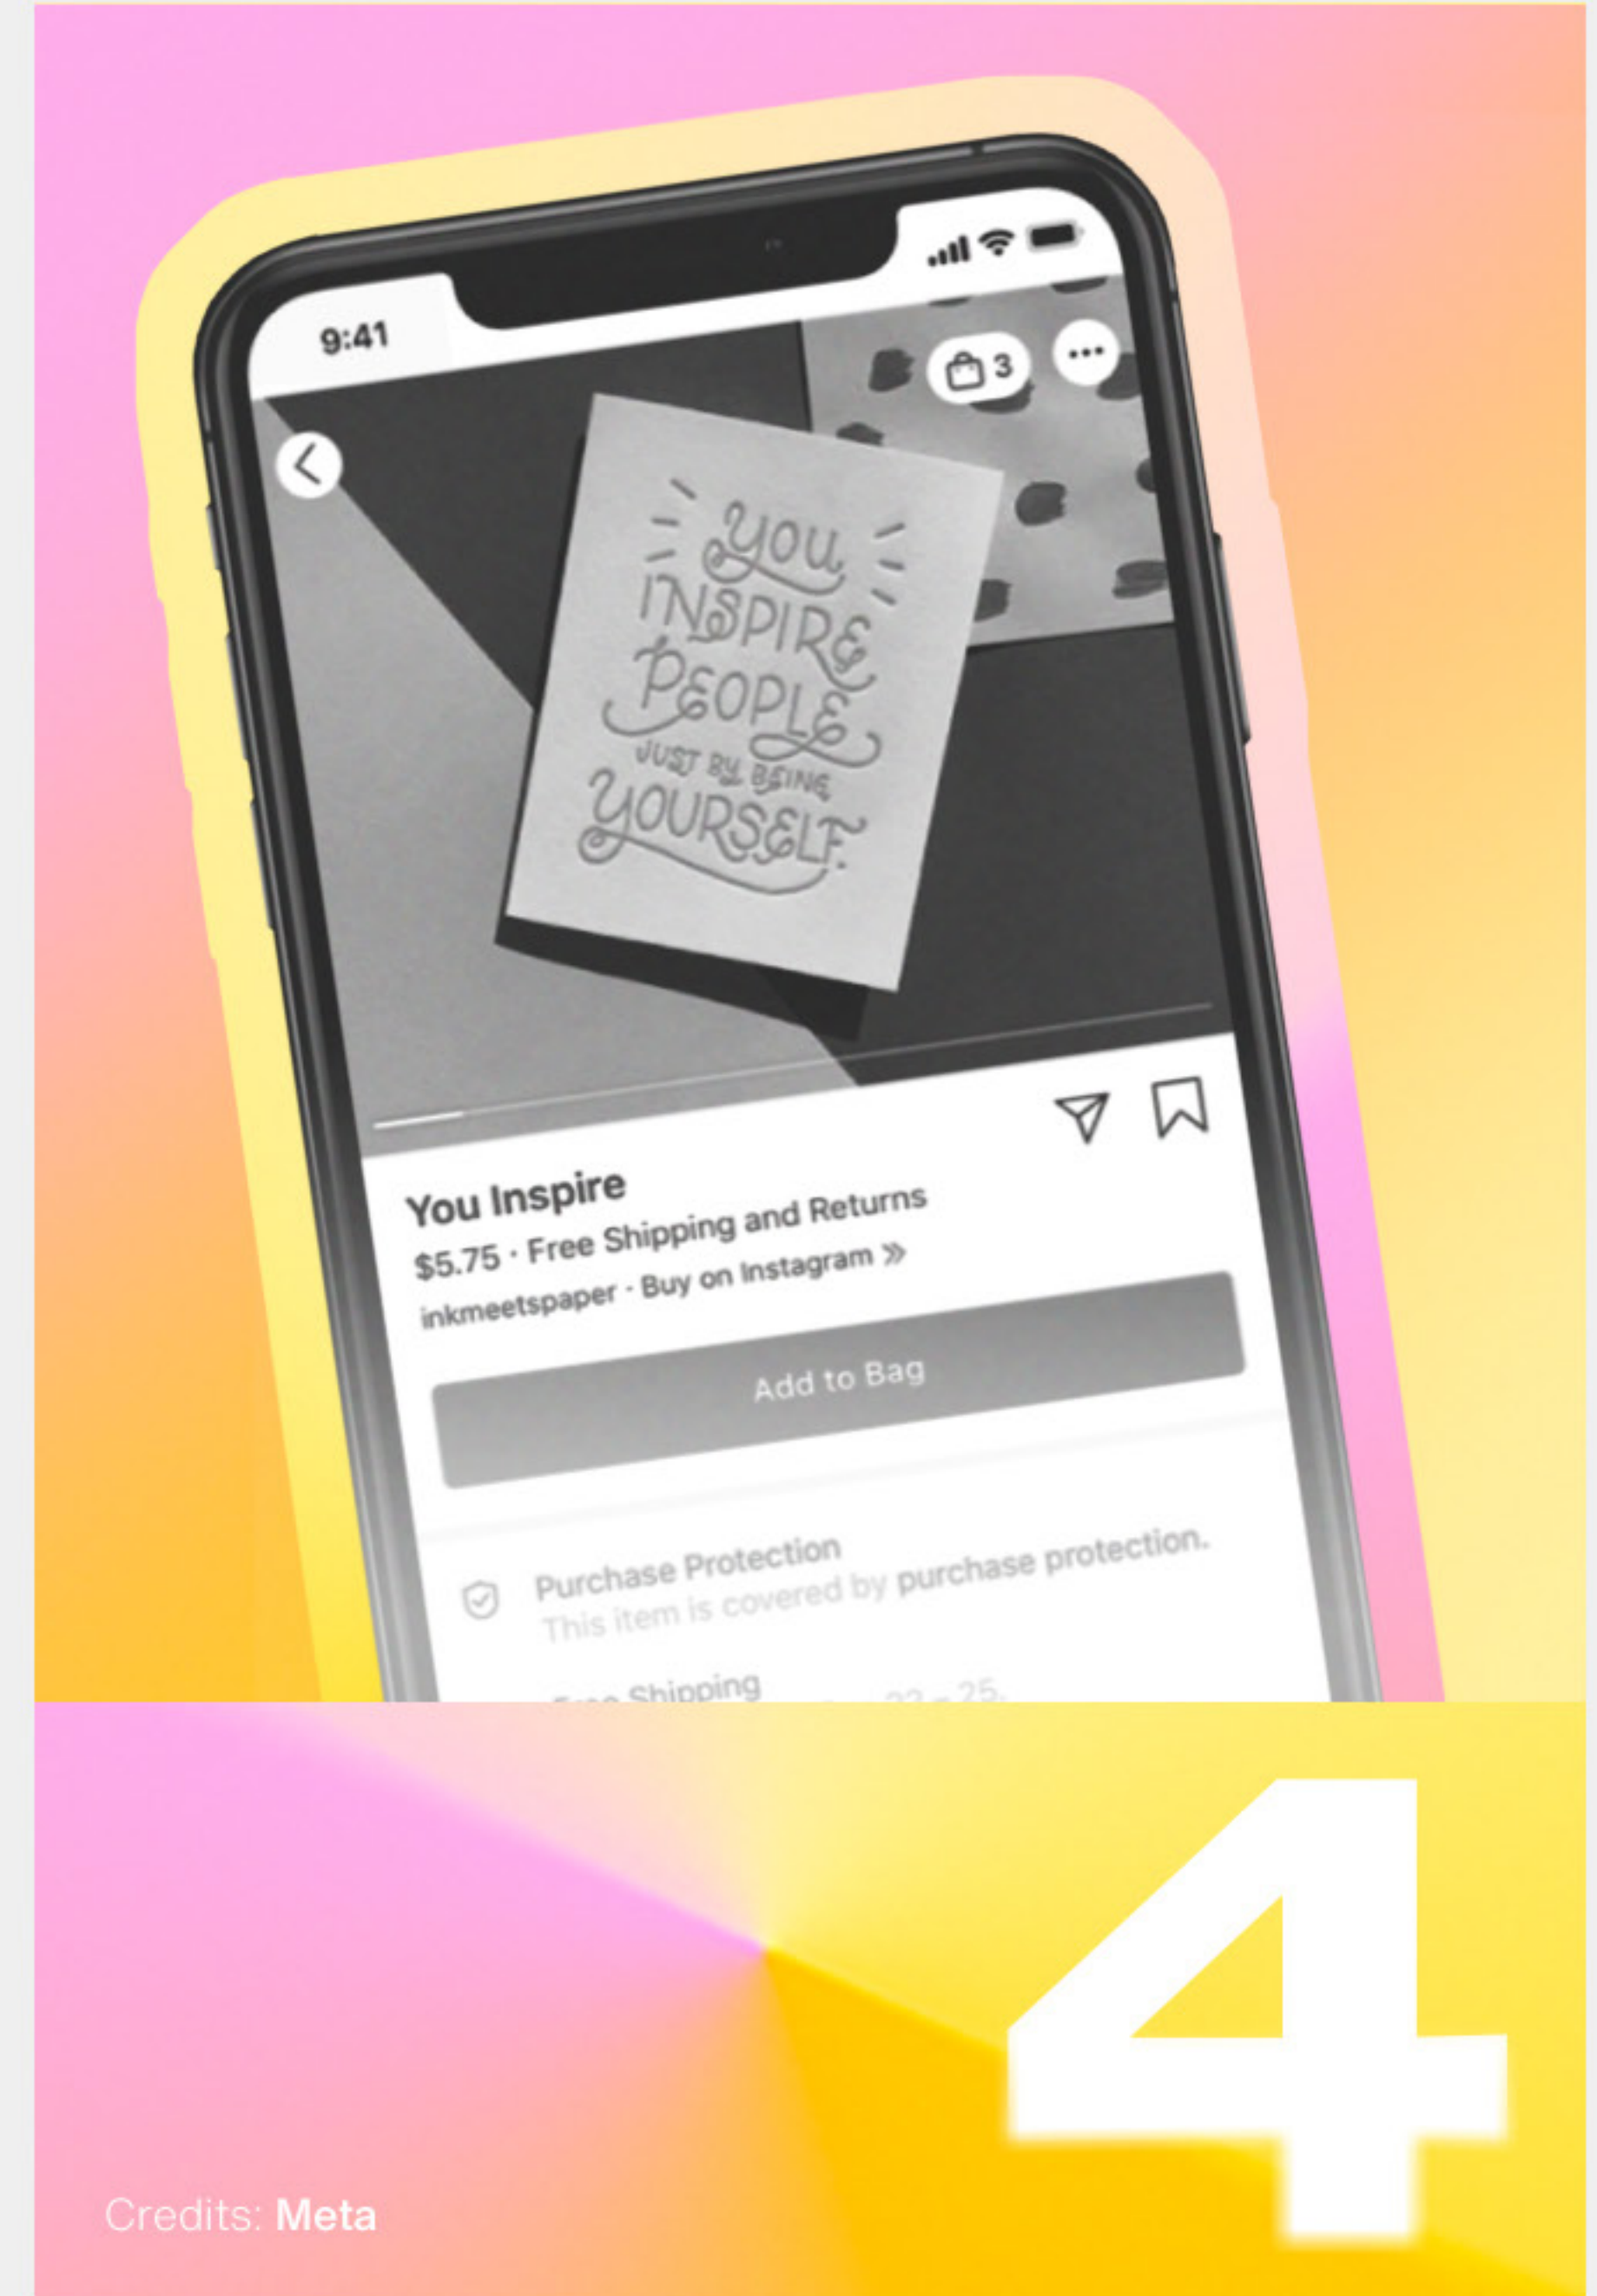 9:41
3
you
INSPIRE
PEOPLE
JUST BY BEING
YOURSELF.
You Inspire
$5.75 · Free Shipping and Returns
inkmeetspaper · Buy on Instagram »
Add to Bag
Purchase Protection
This item is covered by purchase protection.
Free Shipping
22 – 25.
4
Credits: Meta